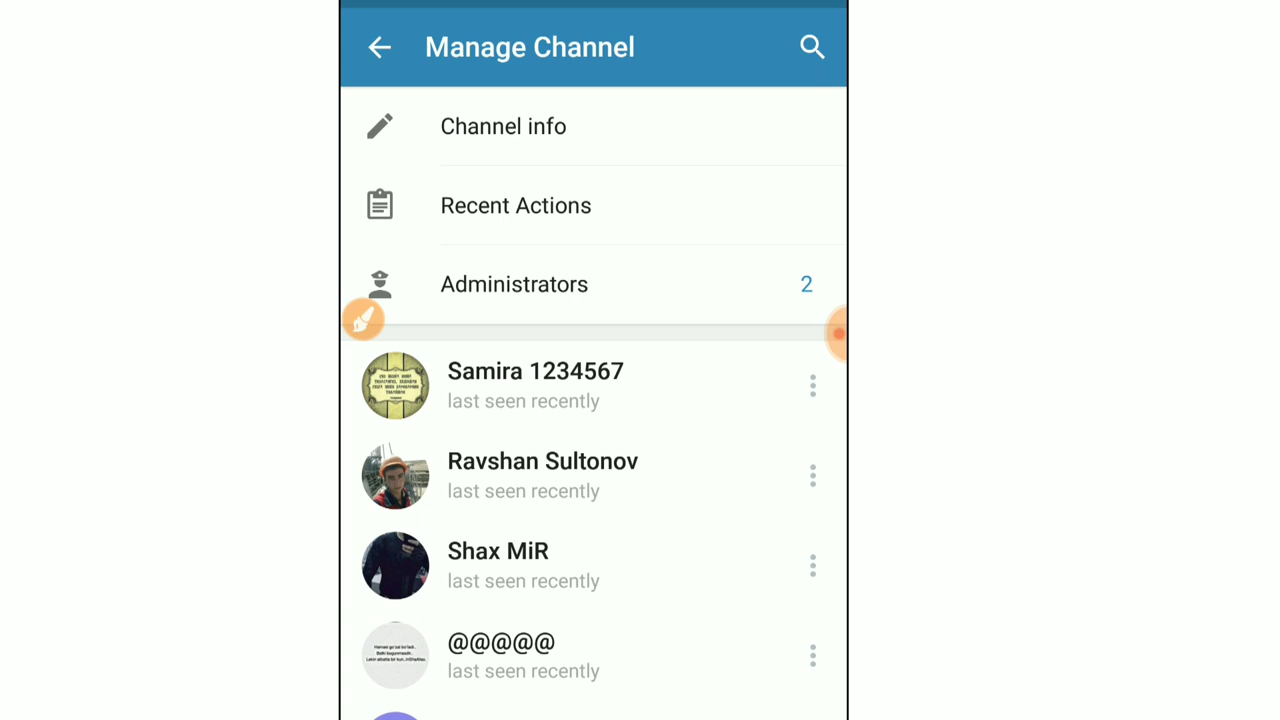 Manage Channel
Channel info
Recent Actions
Administrators 2
Samira 1234567
last seen recently
Ravshan Sultonov
last seen recently
Shax MiR
last seen recently
@@@@@
last seen recently